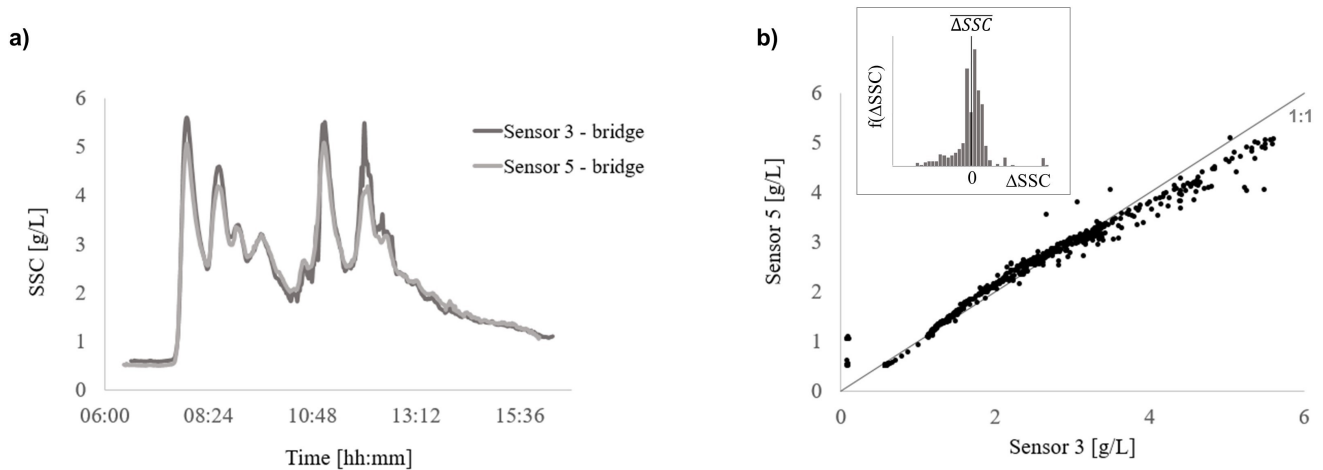 a)
6
5
4
3
2
1
0
SSC [g/L]
Sensor 3 - bridge
Sensor 5 - bridge
06:00 08:24 10:48 13:12 15:36
Time [hh:mm]
b)
ΔSSC
f(ΔSSC)
0 ΔSSC
6
5
4
3
2
1
0
Sensor 5 [g/L]
1:1
0 2 4 6
Sensor 3 [g/L]